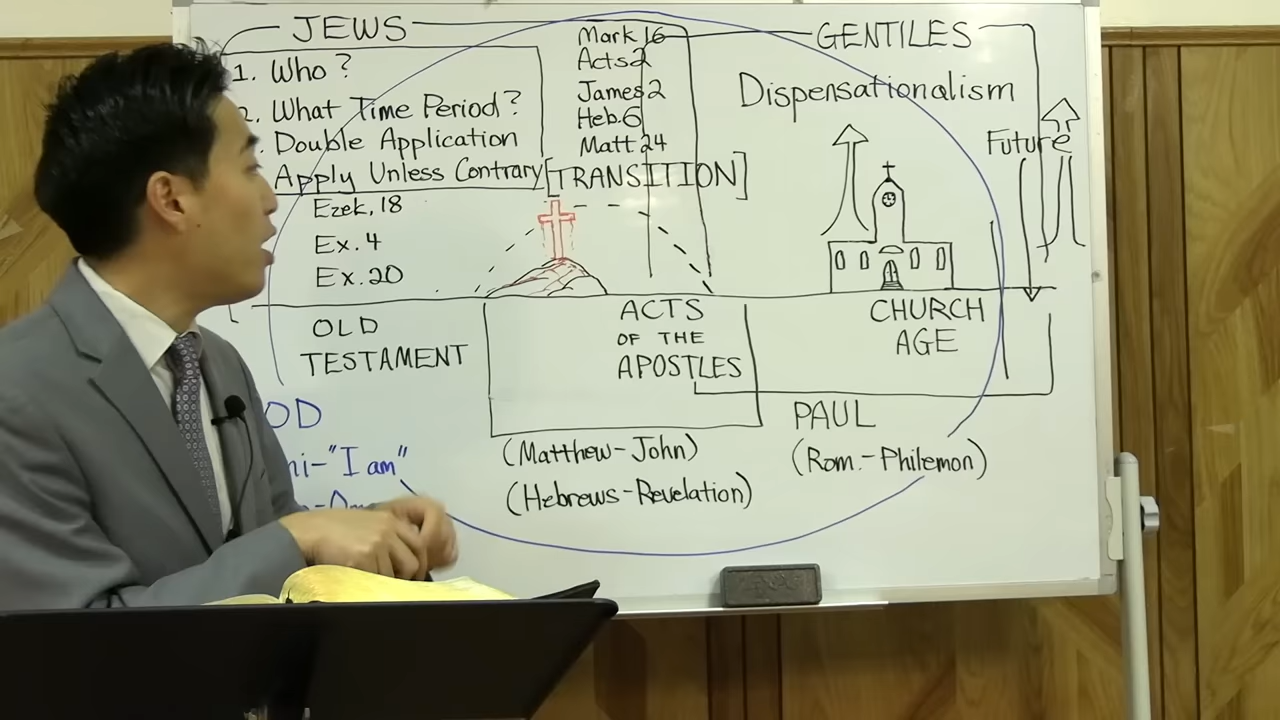 JEWS
1. Who?
2. What Time Period?
Double Application
Apply Unless Contrary
Ezek. 18
Ex. 4
Ex. 20
Mark 16
Acts 2
James 2
Heb. 6
Matt 24
[TRANSITION]
GENTILES
Dispensationalism
Future
OLD
TESTAMENT
ACTS
OF THE
APOSTLES
CHURCH
AGE
PAUL
(Matthew-John)
(Rom.-Philemon)
(Hebrews-Revelation)
OD
ni-"I am"